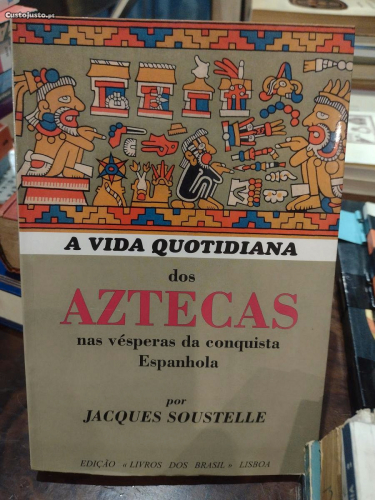 CustoJusto.pt
A VIDA QUOTIDIANA
dos
AZTECAS
nas vésperas da conquista
Espanhola
por
JACQUES SOUSTELLE
EDIÇÃO « LIVROS DO BRASIL » LISBOA